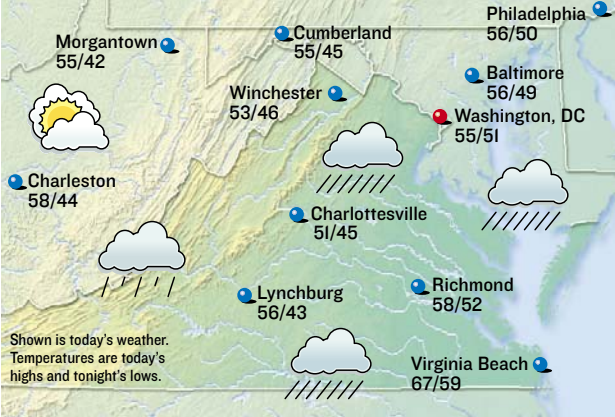 Philadelphia
56/50
Cumberland
55/45
Morgantown
55/42
Baltimore
56/49
Winchester
53/46
Washington, DC
55/51
Charleston
58/44
Charlottesville
51/45
Richmond
58/52
Lynchburg
56/43
Shown is today's weather.
Temperatures are today's
highs and tonight's lows.
Virginia Beach
67/59